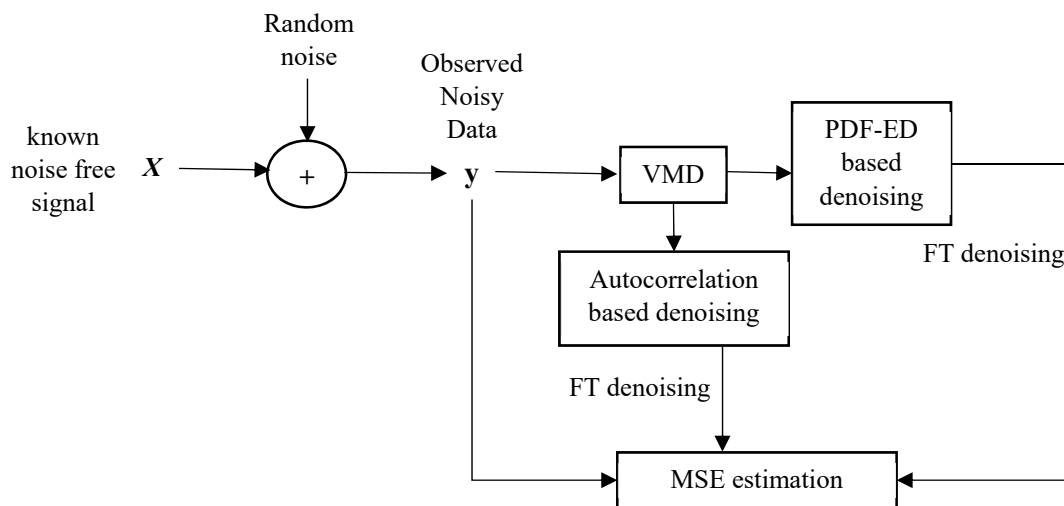 Random
noise
Observed
Noisy
Data
known
noise free
signal
X
+
y
VMD
PDF-ED
based
denoising
FT denoising
Autocorrelation
based denoising
FT denoising
MSE estimation